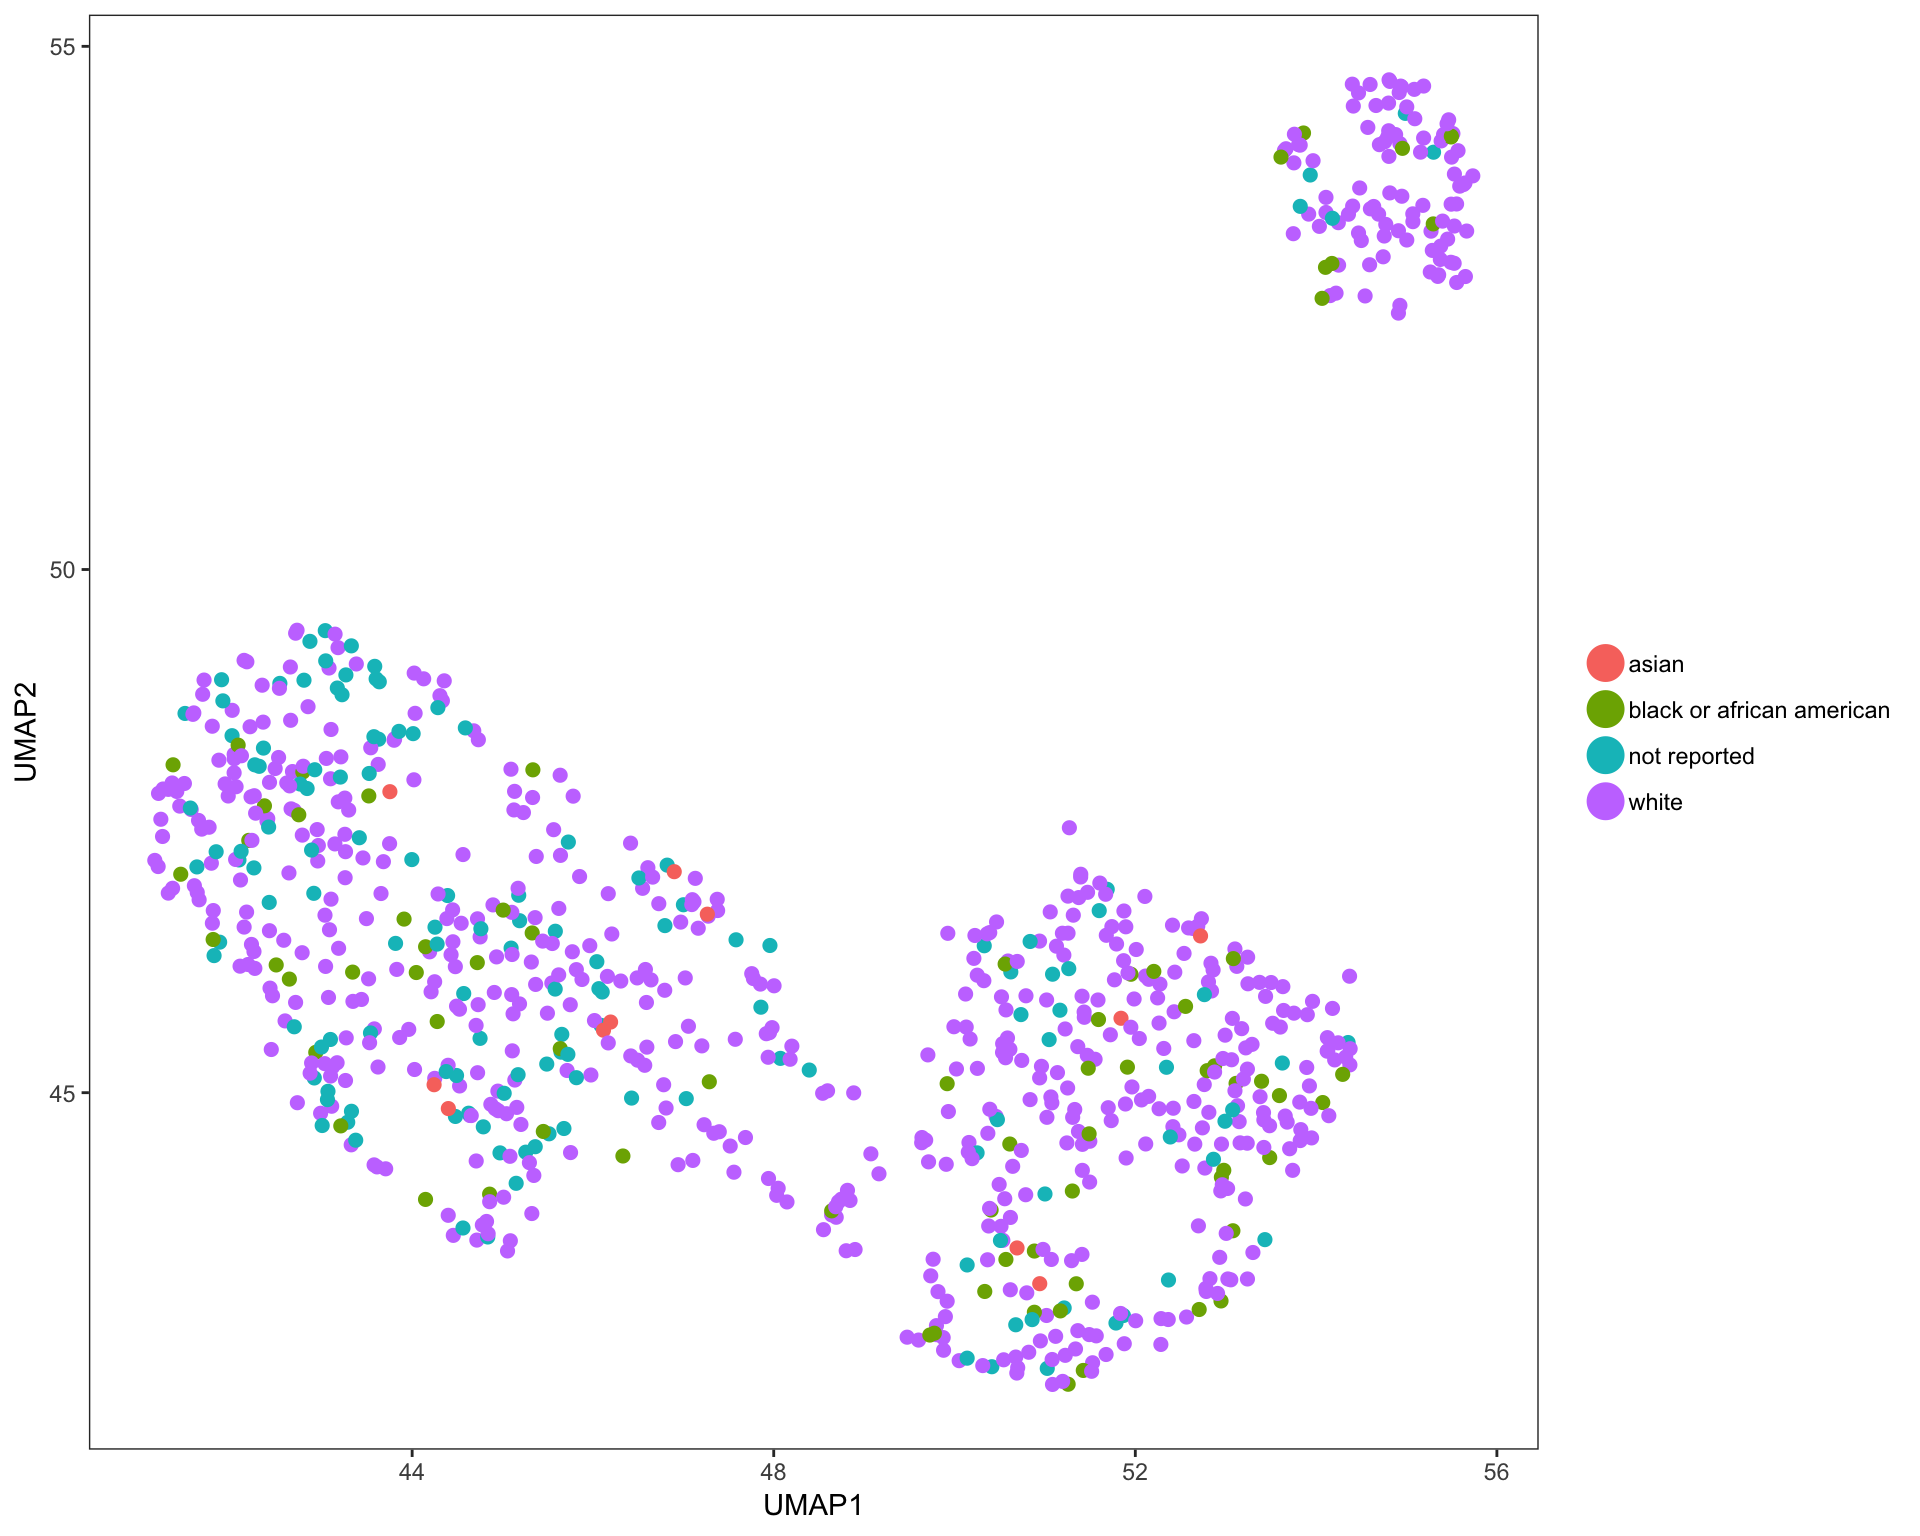 55
50
45
UMAP2
44
48
52
56
UMAP1
asian
black or african american
not reported
white